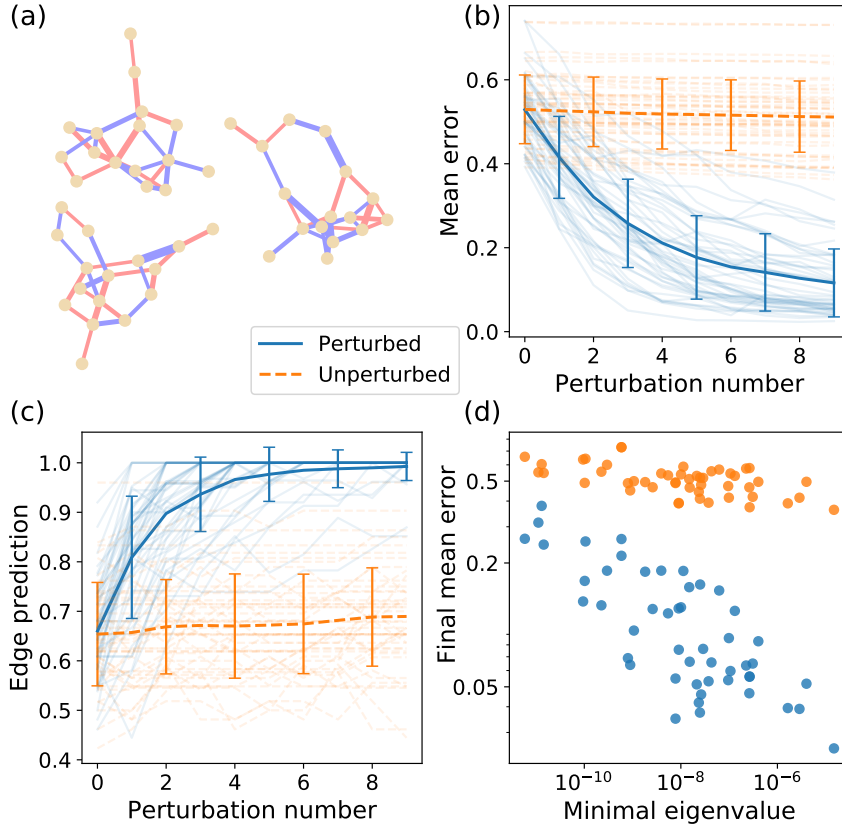 (a)
Perturbed
Unperturbed
(b)
Mean error
0.6
0.4
0.2
0.0
0
2
4
6
8
Perturbation number
(c)
Edge prediction
1.0
0.9
0.8
0.7
0.6
0.5
0.4
0
2
4
6
8
Perturbation number
(d)
Final mean error
0.5
0.2
0.05
10⁻¹⁰
10⁻⁸
10⁻⁶
Minimal eigenvalue